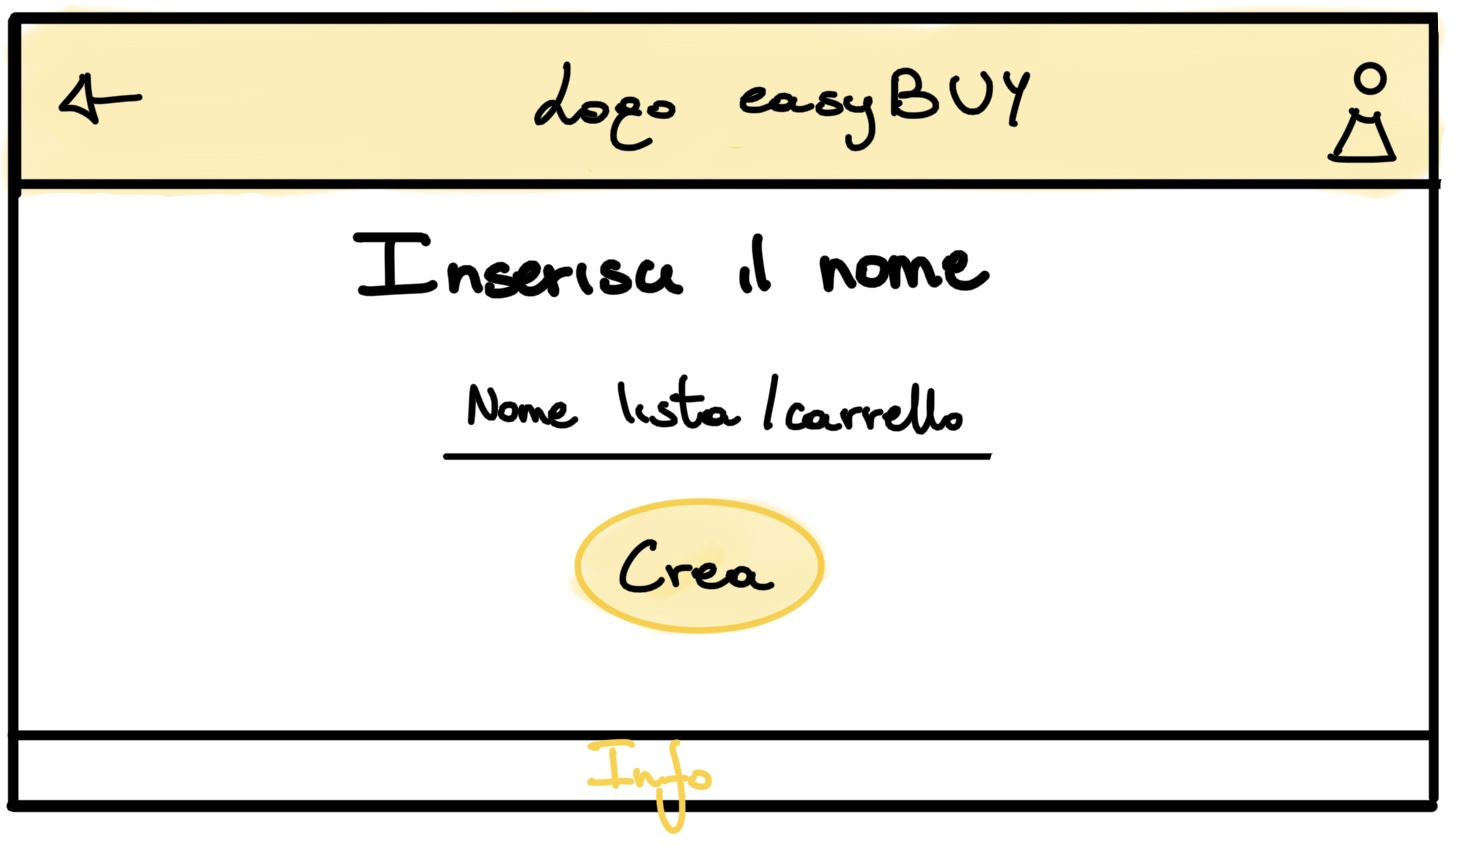 Logo easyBUY
Inserisci il nome
Nome lista/carrello
Crea
Info